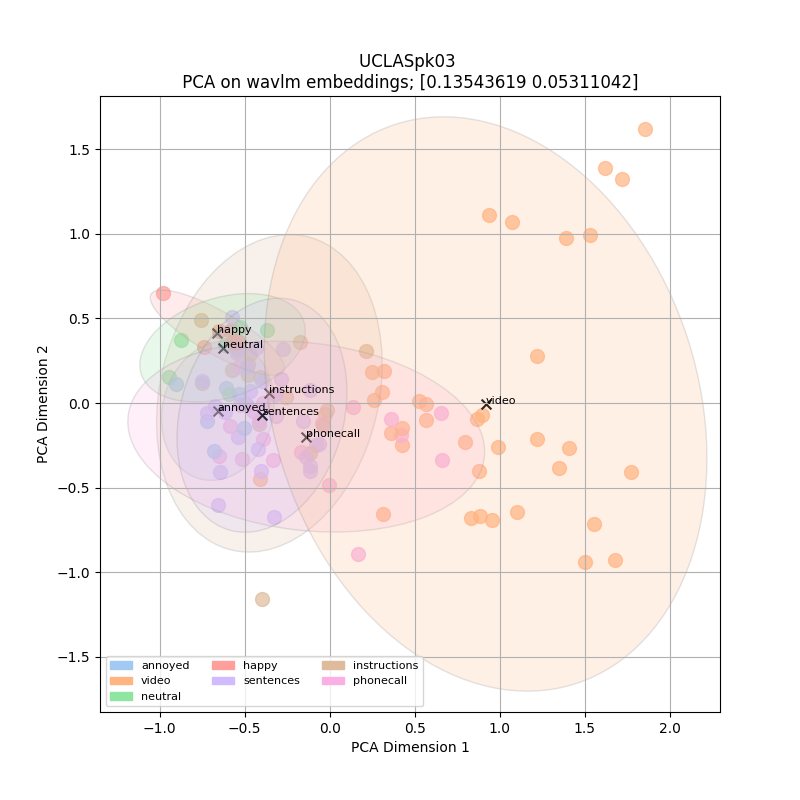 UCLASpk03
PCA on wavlm embeddings; [0.13543619 0.05311042]
1.5
1.0
0.5
0.0
−0.5
−1.0
−1.5
PCA Dimension 2
happy
neutral
instructions
annoyed
sentences
phonecall
video
annoyed
video
neutral
happy
sentences
instructions
phonecall
−1.0
−0.5
0.0
0.5
1.0
1.5
2.0
PCA Dimension 1